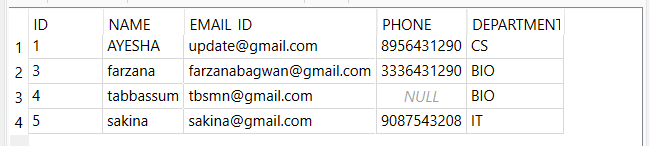 ID NAME EMAIL_ID PHONE DEPARTMENT
1 1 AYESHA update@gmail.com 8956431290 CS
2 3 farzana farzanabagwan@gmail.com 3336431290 BIO
3 4 tabbassum tbsmn@gmail.com NULL BIO
4 5 sakina sakina@gmail.com 9087543208 IT